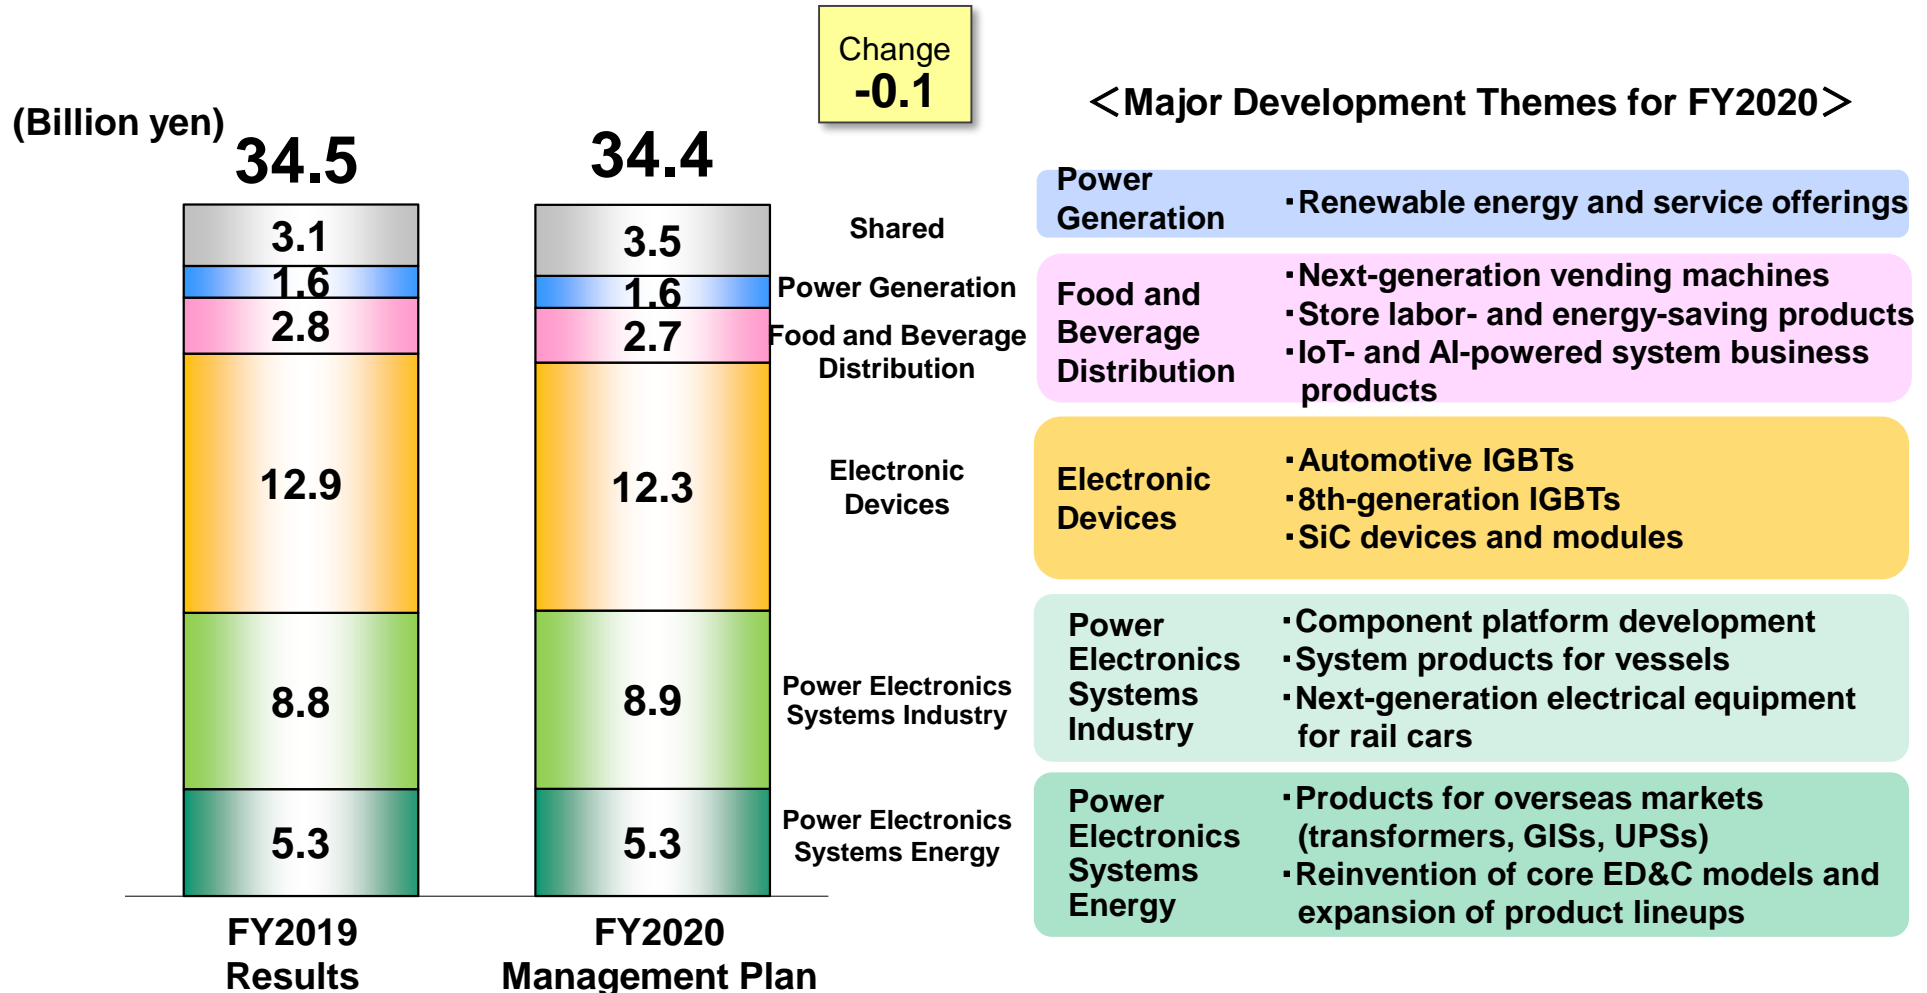 Change
-0.1
(Billion yen)
34.5
34.4
3.1
1.6
2.8
12.9
8.8
5.3
3.5
1.6
2.7
12.3
8.9
5.3
Shared
Power Generation
Food and Beverage
Distribution
Electronic
Devices
Power Electronics
Systems Industry
Power Electronics
Systems Energy
FY2019
Results
FY2020
Management Plan
＜Major Development Themes for FY2020＞
Power
Generation
・Renewable energy and service offerings
Food and
Beverage
Distribution
・Next-generation vending machines
・Store labor- and energy-saving products
・IoT- and AI-powered system business
products
Electronic
Devices
・Automotive IGBTs
・8th-generation IGBTs
・SiC devices and modules
Power
Electronics
Systems
Industry
・Component platform development
・System products for vessels
・Next-generation electrical equipment
for rail cars
Power
Electronics
Systems
Energy
・Products for overseas markets
(transformers, GISs, UPSs)
・Reinvention of core ED&C models and
expansion of product lineups